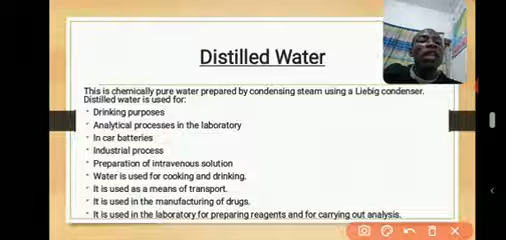 Distilled Water
This is chemically pure water prepared by condensing steam using a Liebig condenser.
Distilled water is used for:
Drinking purposes
Analytical processes in the laboratory
In car batteries
Industrial process
Preparation of intravenous solution
Water is used for cooking and drinking.
It is used as a means of transport.
It is used in the manufacturing of drugs.
It is used in the laboratory for preparing reagents and for carrying out analysis.